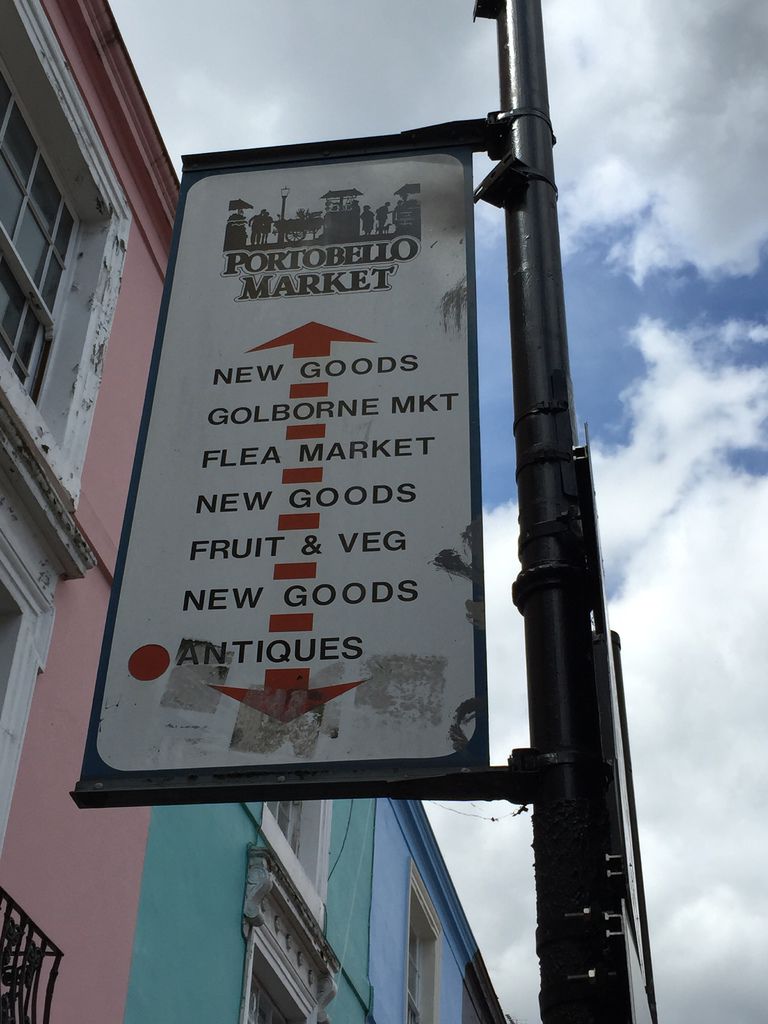 PORTOBELLO
MARKET
NEW GOODS
GOLBORNE MKT
FLEA MARKET
NEW GOODS
FRUIT & VEG
NEW GOODS
ANTIQUES